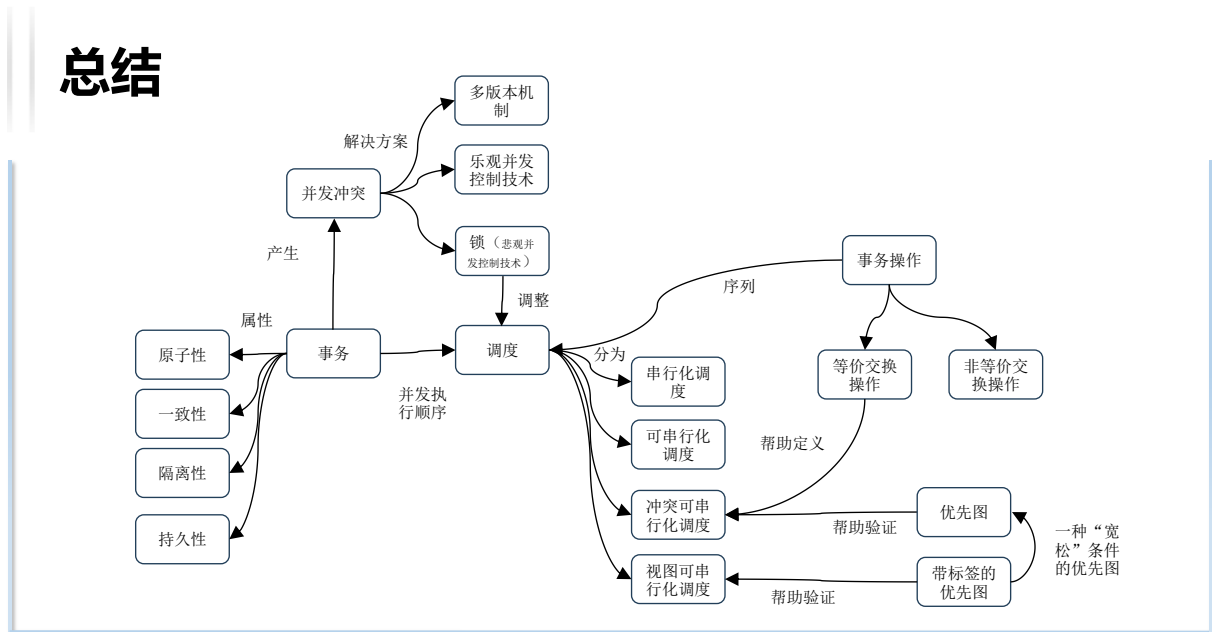 总结
多版本机
制
解决方案
乐观并发
控制技术
并发冲突
锁（悲观并
发控制技术）
产生
调整
事务操作
序列
属性
原子性
事务
调度
分为
串行化调
度
等价交换
操作
非等价交
换操作
并发执
行顺序
一致性
可串行化
调度
帮助定义
隔离性
冲突可串
行化调度
优先图
帮助验证
持久性
一种“宽
松”条件
的优先图
视图可串
行化调度
带标签的
优先图
帮助验证